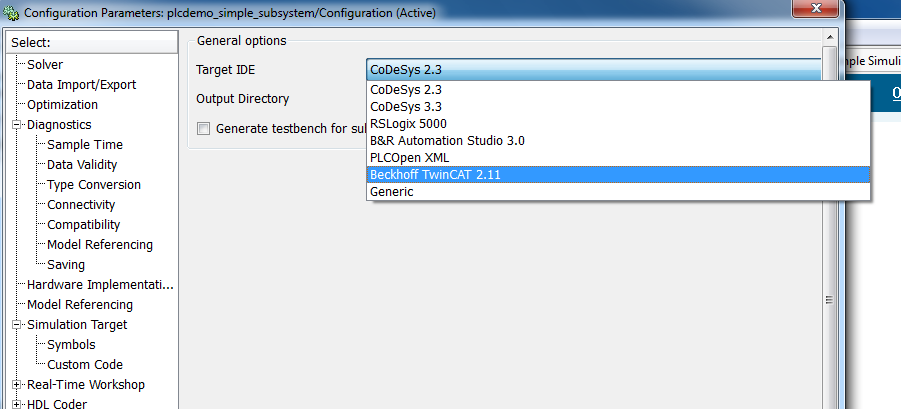 Configuration Parameters: plcdemo_simple_subsystem/Configuration (Active)
Select:
Solver
Data Import/Export
Optimization
Diagnostics
Sample Time
Data Validity
Type Conversion
Connectivity
Compatibility
Model Referencing
Saving
Hardware Implementati...
Model Referencing
Simulation Target
Symbols
Custom Code
Real-Time Workshop
HDL Coder
General options
Target IDE
CoDeSys 2.3
Output Directory
Generate testbench for su
CoDeSys 2.3
CoDeSys 3.3
RSLogix 5000
B&R Automation Studio 3.0
PLCOpen XML
Beckhoff TwinCAT 2.11
Generic
mple Simuli